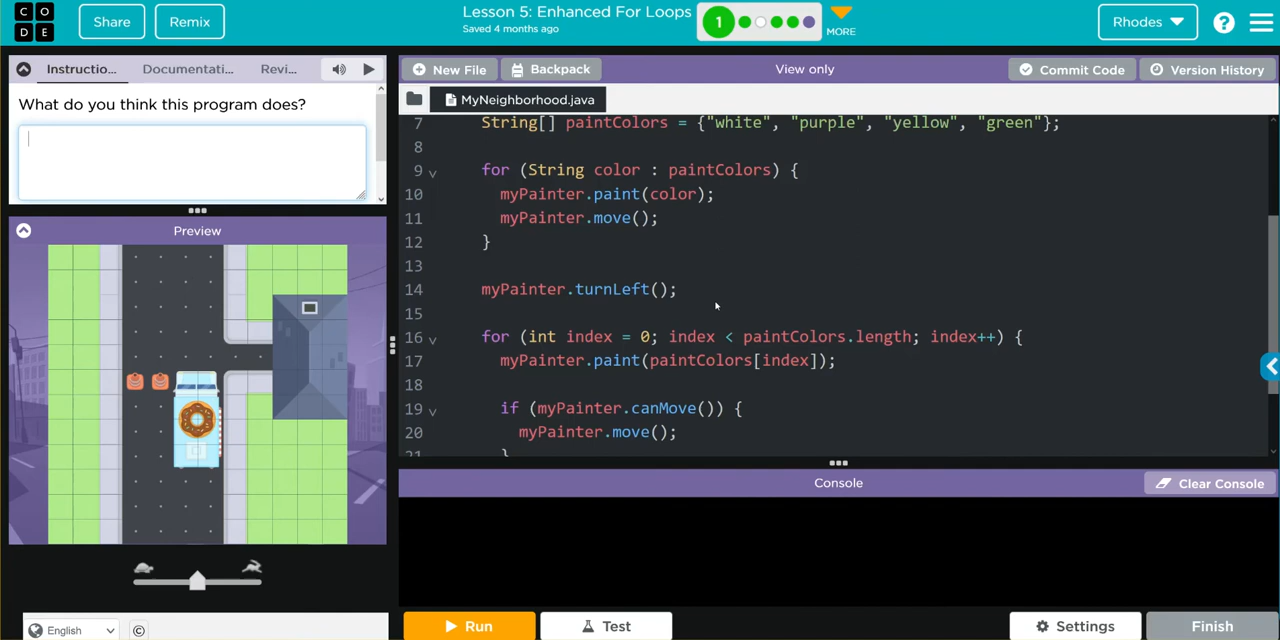 CODE
Share
Remix
Lesson 5: Enhanced For Loops
Saved 4 months ago
1
MORE
Rhodes
?
Instructio...
Documentati...
Revi...
What do you think this program does?
Preview
English
©
New File
Backpack
View only
Commit Code
Version History
MyNeighborhood.java
7 String[] paintColors = {"white", "purple", "yellow", "green"};
8
9 for (String color : paintColors) {
10 myPainter.paint(color);
11 myPainter.move();
12 }
13
14 myPainter.turnLeft();
15
16 for (int index = 0; index < paintColors.length; index++) {
17 myPainter.paint(paintColors[index]);
18
19 if (myPainter.canMove()) {
20 myPainter.move();
21 }
Console
Clear Console
Run
Test
Settings
Finish